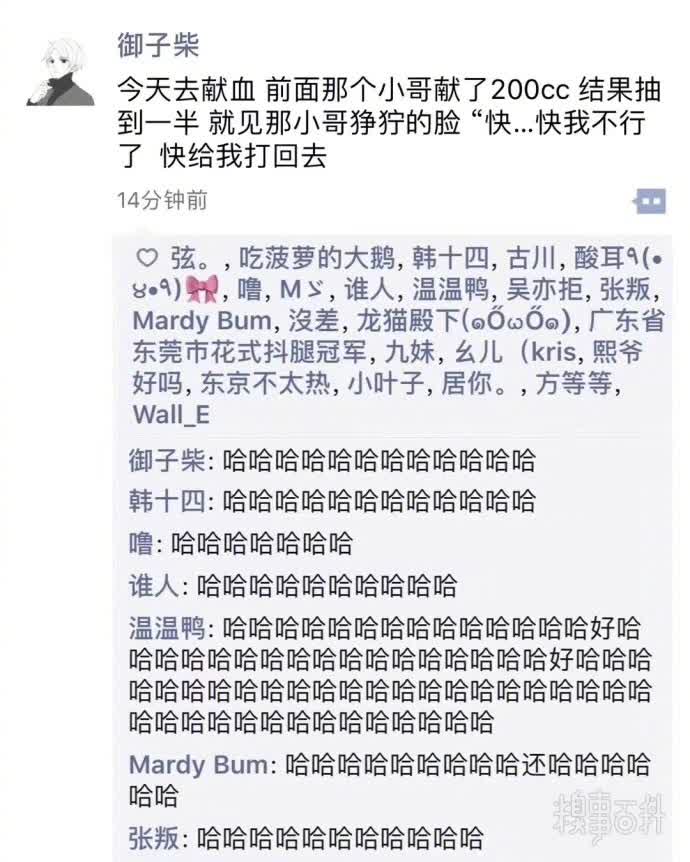 御子柴
今天去献血 前面那个小哥献了200cc 结果抽
到一半 就见那小哥狰狞的脸 “快...快我不行
了 快给我打回去
14分钟前
♡ 弦。, 吃菠萝的大鹅, 韩十四, 古川, 酸耳٩(•
ㅂ•٩)🎀, 噜, Mゞ, 谁人, 温温鸭, 吴亦拒, 张叛,
Mardy Bum, 沒差, 龙猫殿下(๑Őω Ő๑), 广东省
东莞市花式抖腿冠军, 九妹, 幺儿（kris, 熙爷
好吗, 东京不太热, 小叶子, 居你。, 方等等,
Wall_E
御子柴: 哈哈哈哈哈哈哈哈哈哈哈哈
韩十四: 哈哈哈哈哈哈哈哈哈哈哈哈
噜: 哈哈哈哈哈哈哈
谁人: 哈哈哈哈哈哈哈哈哈哈
温温鸭: 哈哈哈哈哈哈哈哈哈哈哈哈哈哈好哈
哈哈哈哈哈哈哈哈哈哈哈哈哈哈哈哈好哈哈哈
哈哈哈哈哈哈哈哈哈哈哈哈哈哈哈哈哈哈哈哈
哈哈哈哈哈哈哈哈哈哈哈哈哈哈
Mardy Bum: 哈哈哈哈哈哈哈哈哈还哈哈哈哈
哈哈
张叛: 哈哈哈哈哈哈哈哈哈哈哈
糗事百科